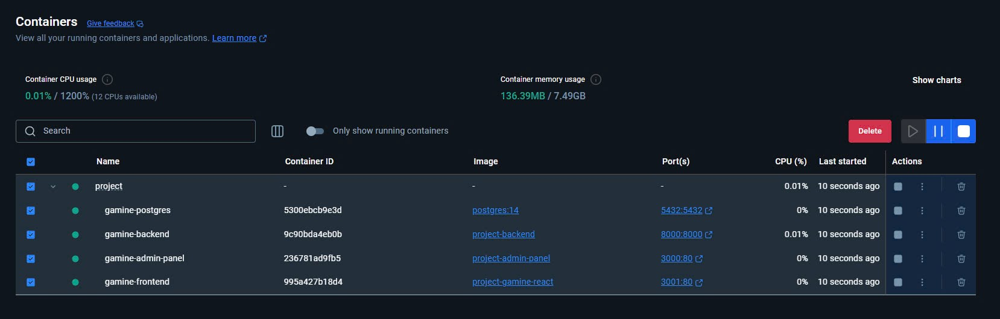 Containers Give feedback
View all your running containers and applications. Learn more
Container CPU usage Container memory usage Show charts
0.01% / 1200% (12 CPUs available) 136.39MB / 7.49GB
Search Only show running containers Delete
Name Container ID Image Port(s) CPU (%) Last started Actions
project - - - 0.01% 10 seconds ago
gamine-postgres 5300ebcb9e3d postgres:14 5432:5432 0% 10 seconds ago
gamine-backend 9c90bda4eb0b project-backend 8000:8000 0.01% 10 seconds ago
gamine-admin-panel 236781ad9fb5 project-admin-panel 3000:80 0% 10 seconds ago
gamine-frontend 995a427b18d4 project-gamine-react 3001:80 0% 10 seconds ago